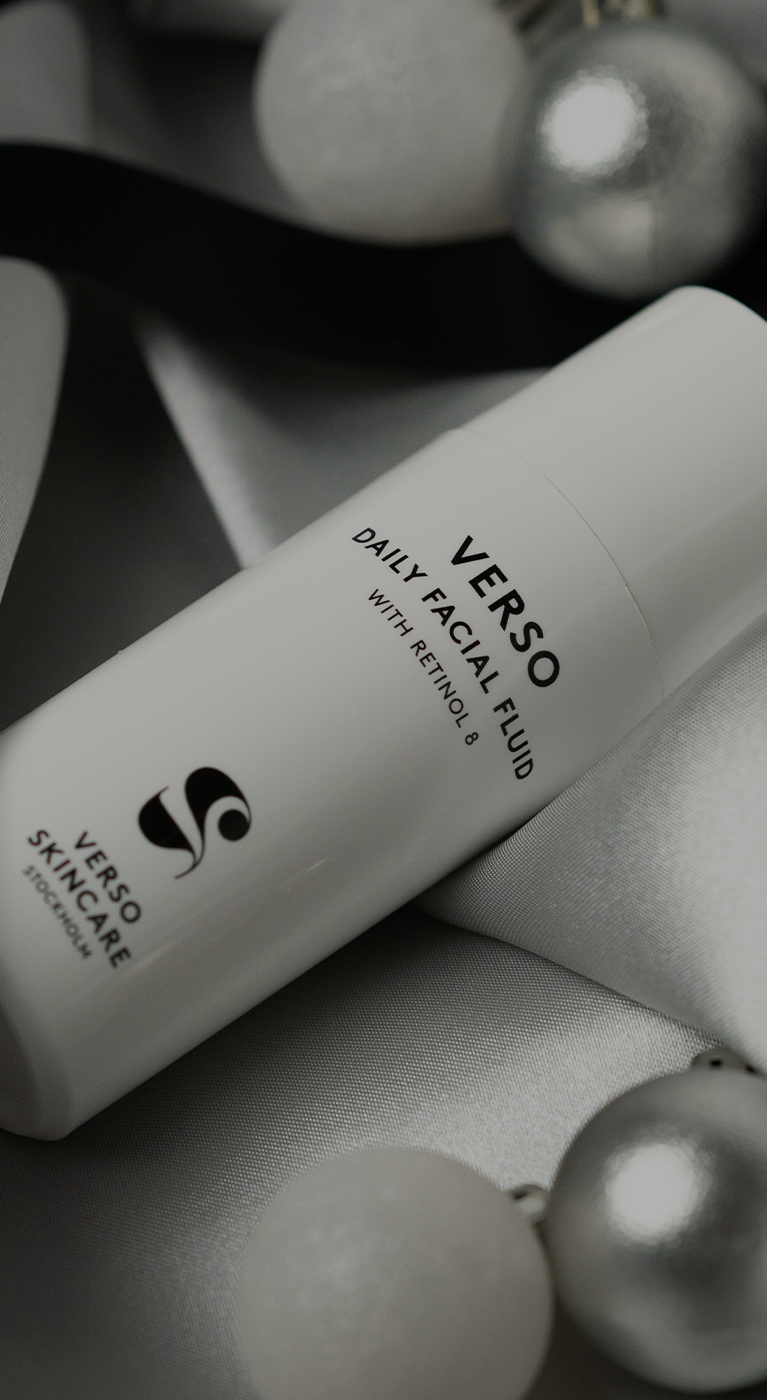 VERSO
DAILY FACIAL FLUID
WITH RETINOL 8
VERSO
SKINCARE
STOCKHOLM